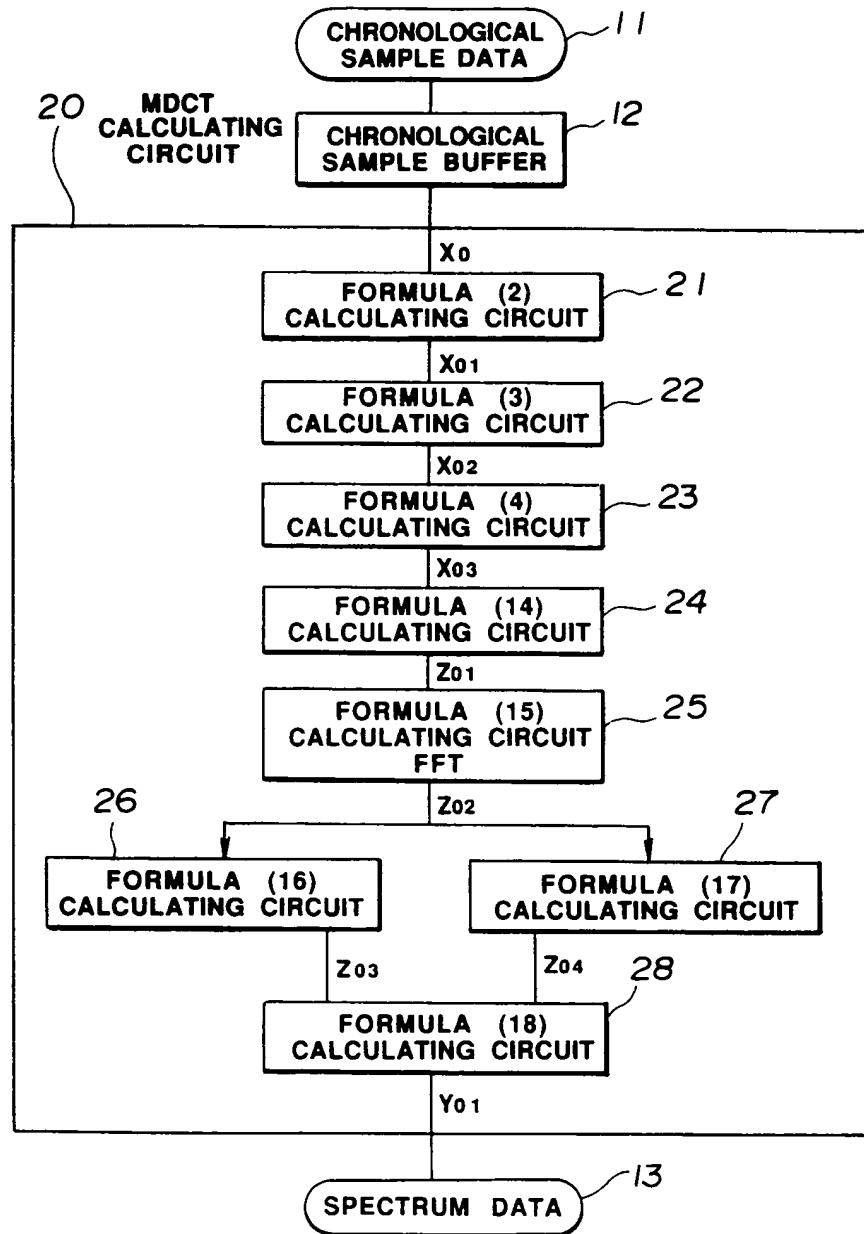 CHRONOLOGICAL
SAMPLE DATA
11
20
MDCT
CALCULATING
CIRCUIT
CHRONOLOGICAL
SAMPLE BUFFER
12
X0
FORMULA (2)
CALCULATING CIRCUIT
21
X01
FORMULA (3)
CALCULATING CIRCUIT
22
X02
FORMULA (4)
CALCULATING CIRCUIT
23
X03
FORMULA (14)
CALCULATING CIRCUIT
24
Z01
FORMULA (15)
CALCULATING CIRCUIT
FFT
25
Z02
26
27
FORMULA (16)
CALCULATING CIRCUIT
FORMULA (17)
CALCULATING CIRCUIT
Z03
Z04
28
FORMULA (18)
CALCULATING CIRCUIT
Y01
SPECTRUM DATA
13